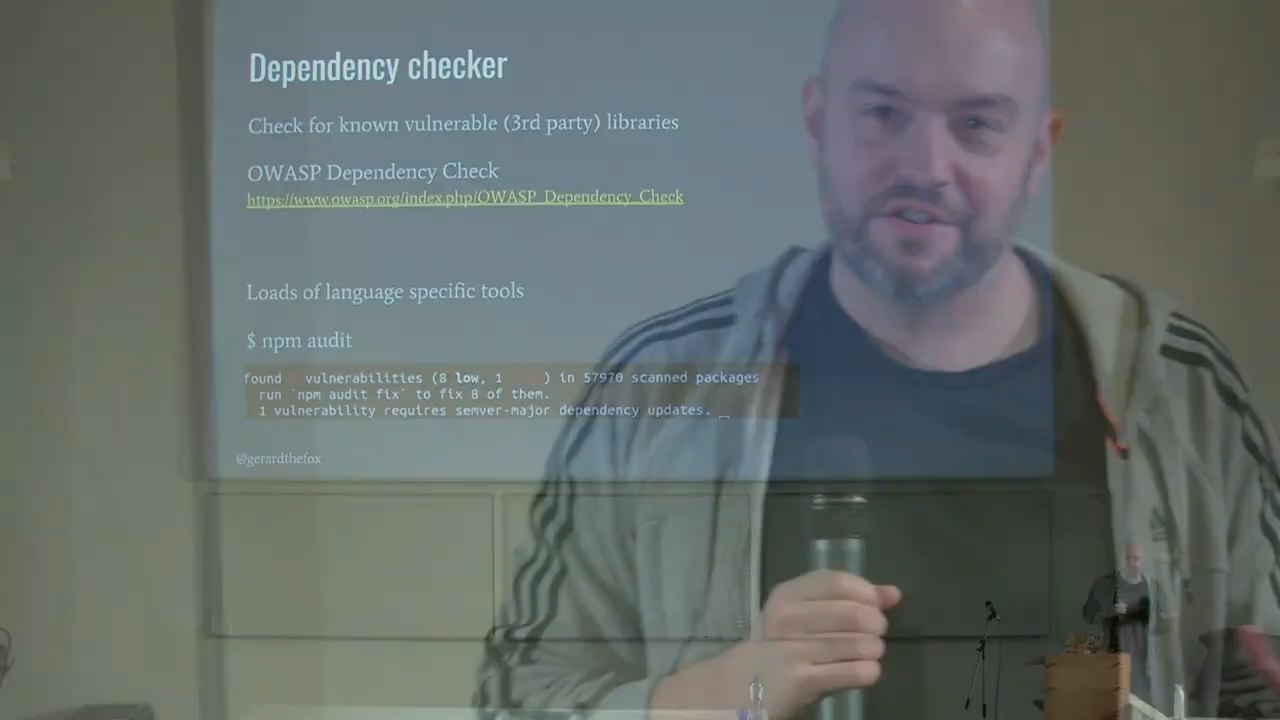 Dependency checker
Check for known vulnerable (3rd party) libraries
OWASP Dependency Check
https://www.owasp.org/index.php/OWASP_Dependency_Check
Loads of language specific tools
$ npm audit
found vulnerabilities (8 low, 1 ) in 57970 scanned packages
run `npm audit fix` to fix 8 of them.
1 vulnerability requires semver-major dependency updates. _
@gerardthefox